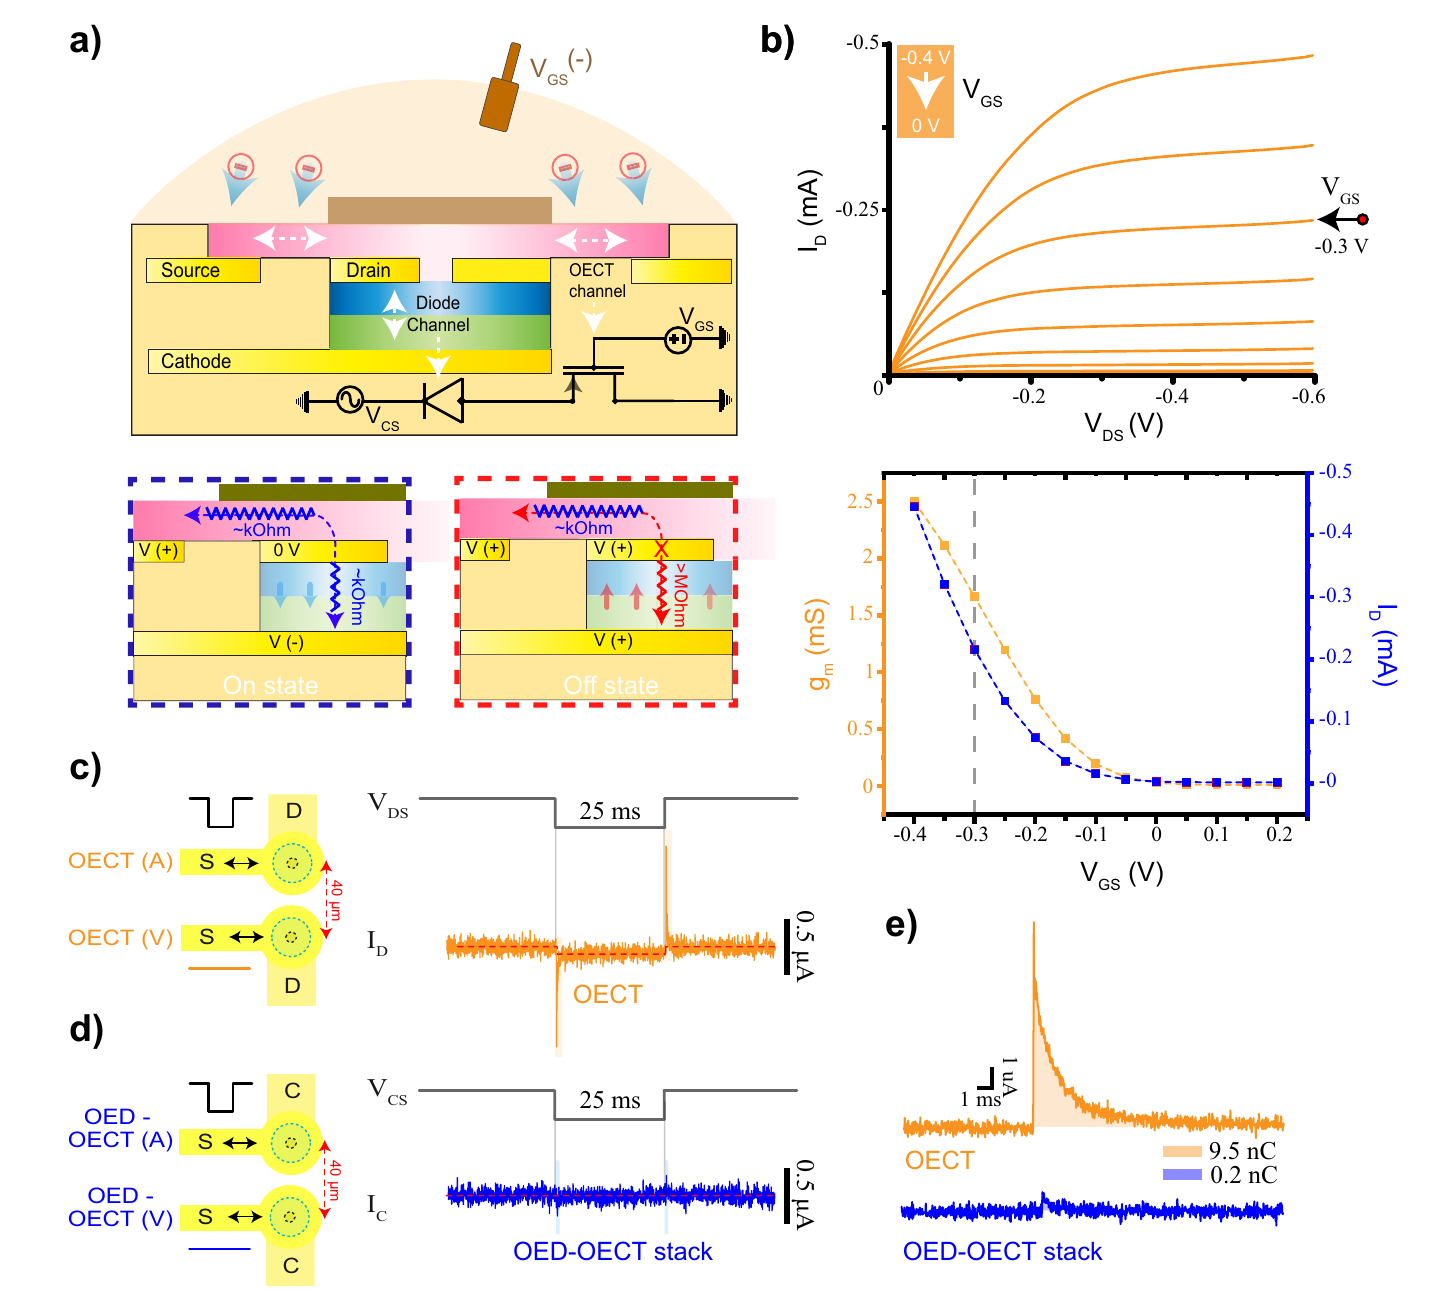 a)
V_GS(-)
Source
Drain
OECT
channel
Diode
Channel
V_GS
Cathode
V_CS
V (+)
0 V
~kOhm
~kOhm
V (-)
On state
V (+)
V (+)
~kOhm
>MOhm
V (+)
Off state
b)
-0.4 V
0 V
V_GS
-0.5
-0.25
0
I_D (mA)
V_GS
-0.3 V
-0.2
-0.4
-0.6
V_DS (V)
2.5
2
1.5
1
0.5
0
g_m (mS)
-0.5
-0.4
-0.3
-0.2
-0.1
-0
I_D (mA)
-0.4
-0.3
-0.2
-0.1
0
0.1
0.2
V_GS (V)
c)
D
OECT (A)
S
40 μm
OECT (V)
S
D
V_DS
25 ms
I_D
0.5 μA
OECT
d)
C
OED -
OECT (A)
S
40 μm
OED -
OECT (V)
S
C
V_CS
25 ms
I_C
0.5 μA
OED-OECT stack
e)
1 uA
1 ms
OECT
9.5 nC
0.2 nC
OED-OECT stack